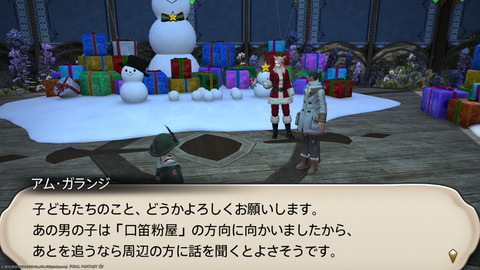 アム・ガランジ
子どもたちのこと、どうかよろしくお願いします。
あの男の子は「口笛粉屋」の方向に向かいましたから、
あとを追うなら周辺の方に話を聞くとよさそうです。